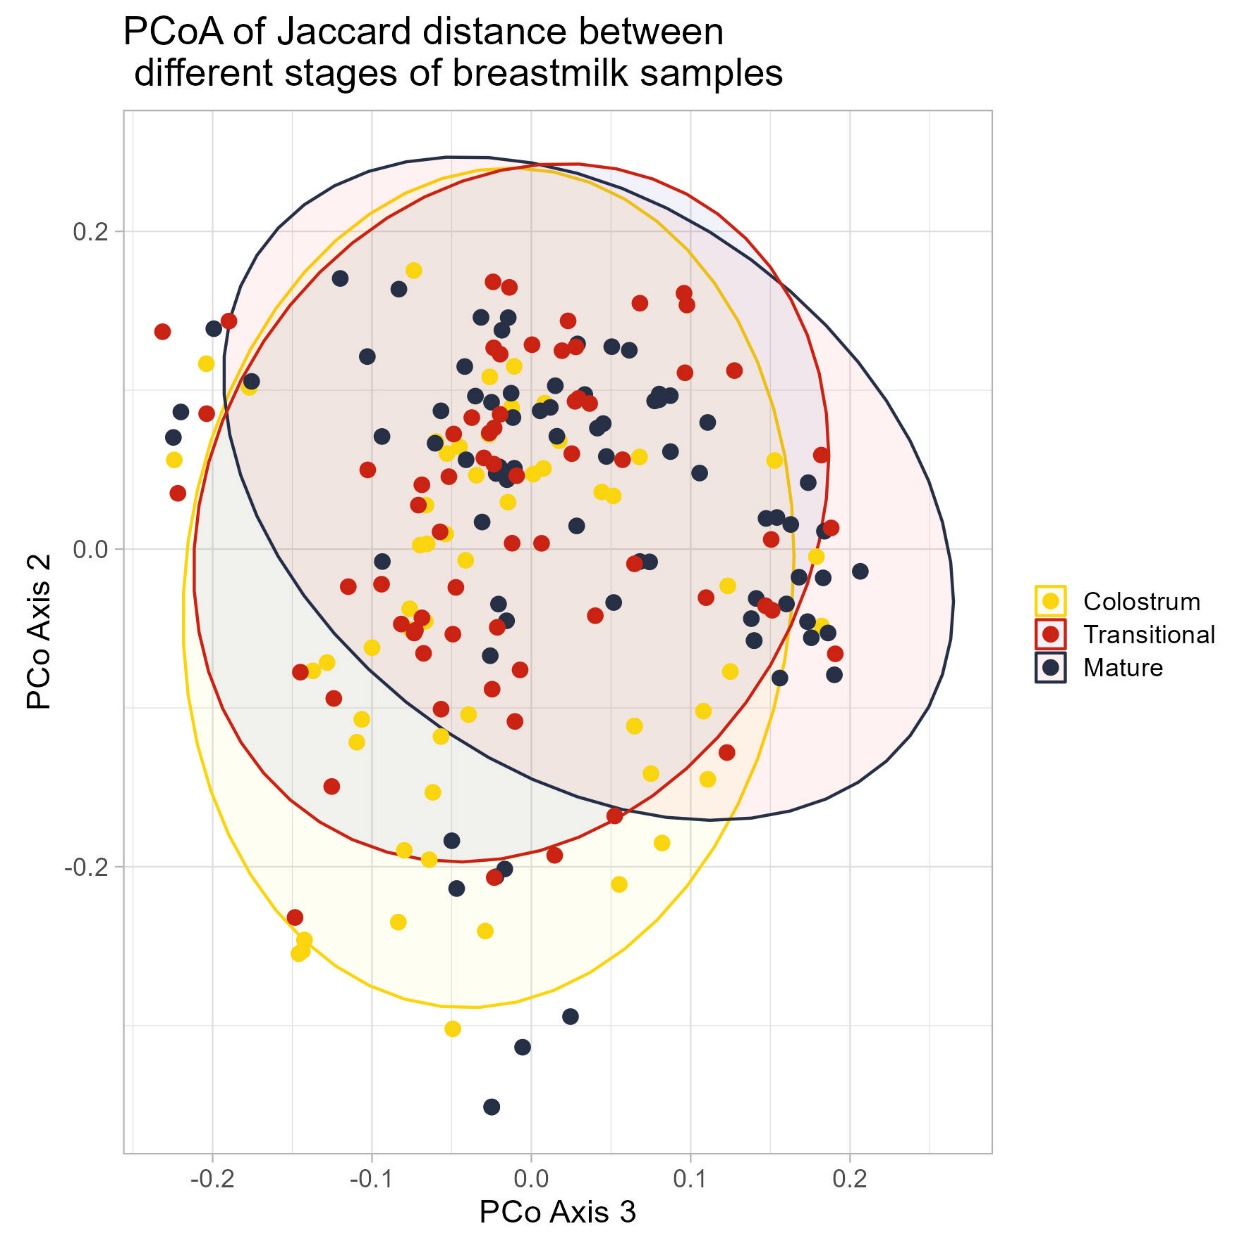 PCoA of Jaccard distance between
different stages of breastmilk samples
0.2
0.0
-0.2
PCo Axis 2
-0.2 -0.1 0.0 0.1 0.2
PCo Axis 3
Colostrum
Transitional
Mature